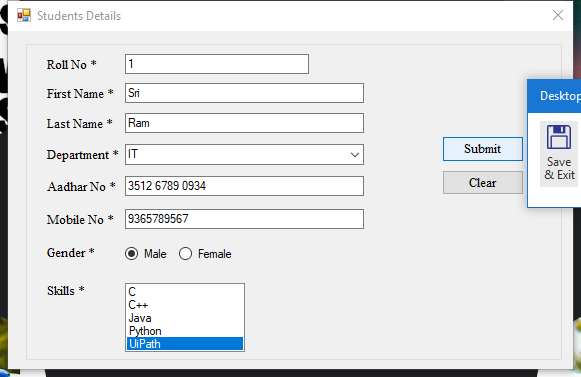 Students Details
Roll No * 1
First Name * Sri
Last Name * Ram
Department * IT
Aadhar No * 3512 6789 0934
Mobile No * 9365789567
Gender * Male Female
Skills * C
C++
Java
Python
UiPath
Submit
Clear
Desktop
Save
& Exit